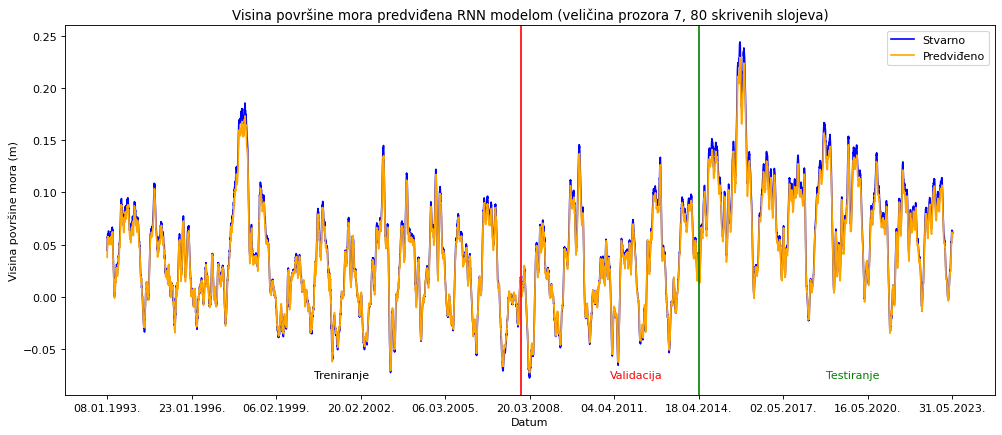 Visina površine mora predviđena RNN modelom (veličina prozora 7, 80 skrivenih slojeva)
Stvarno
Predviđeno
0.25
0.20
0.15
0.10
0.05
0.00
−0.05
Visina površine mora (m)
Treniranje
Validacija
Testiranje
08.01.1993. 23.01.1996. 06.02.1999. 20.02.2002. 06.03.2005. 20.03.2008. 04.04.2011. 18.04.2014. 02.05.2017. 16.05.2020. 31.05.2023.
Datum